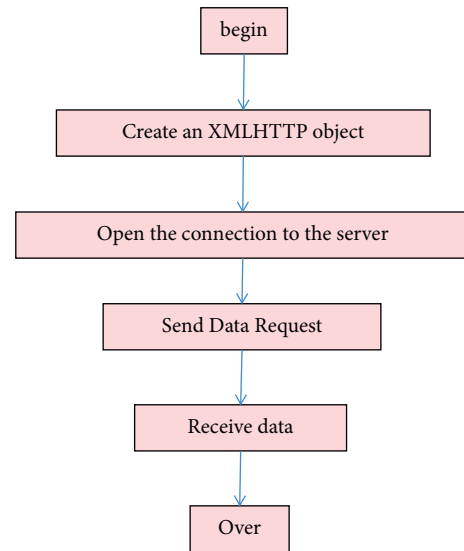 begin
Create an XMLHTTP object
Open the connection to the server
Send Data Request
Receive data
Over